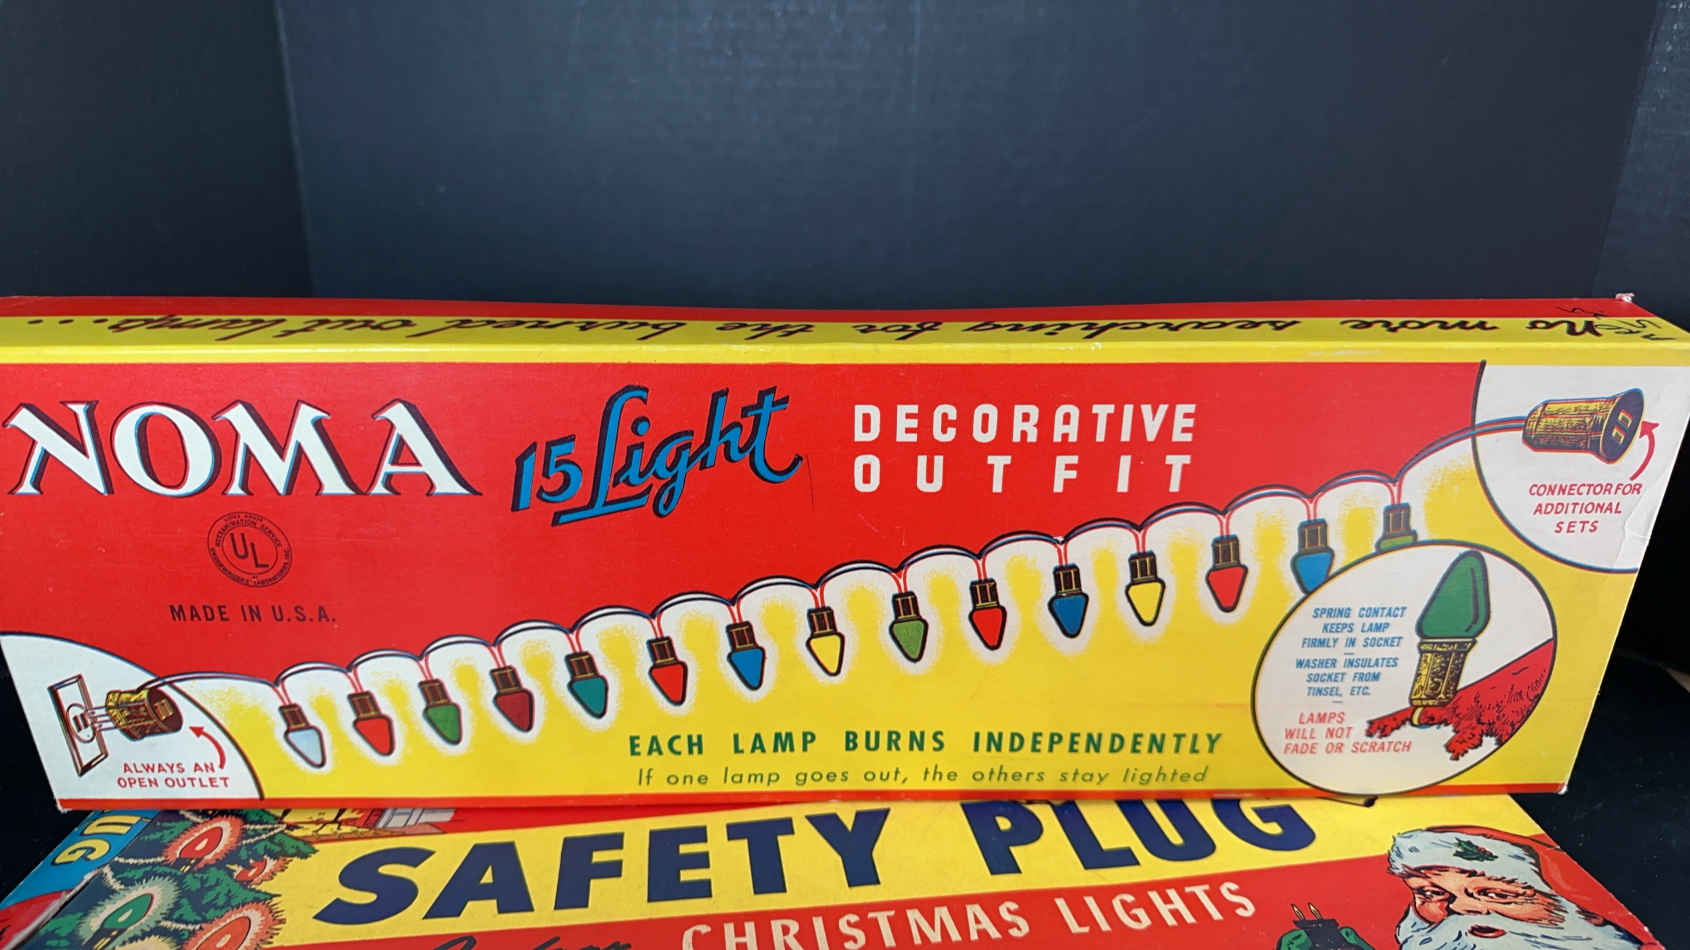 "No more searching for the burned out lamp...
NOMA 15 Light DECORATIVE
OUTFIT
UL
MADE IN U.S.A.
CONNECTOR FOR
ADDITIONAL
SETS
SPRING CONTACT
KEEPS LAMP
FIRMLY IN SOCKET
WASHER INSULATES
SOCKET FROM
TINSEL, ETC.
LAMPS
WILL NOT
FADE OR SCRATCH
ALWAYS AN
OPEN OUTLET
EACH LAMP BURNS INDEPENDENTLY
If one lamp goes out, the others stay lighted
UG
SAFETY PLUG
CHRISTMAS LIGHTS